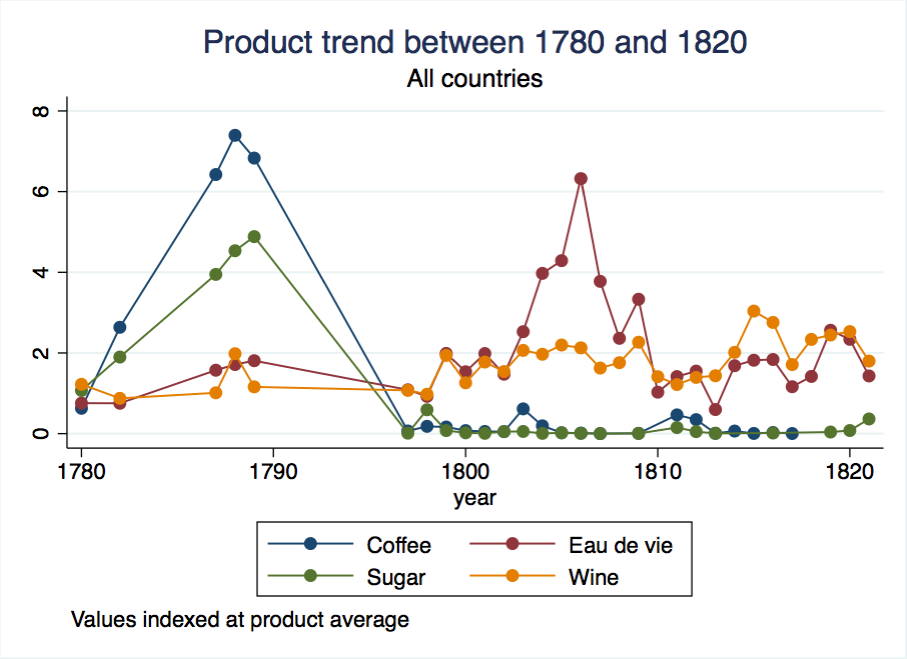 Product trend between 1780 and 1820
All countries
8
6
4
2
0
1780 1790 1800 1810 1820
year
Coffee Eau de vie
Sugar Wine
Values indexed at product average